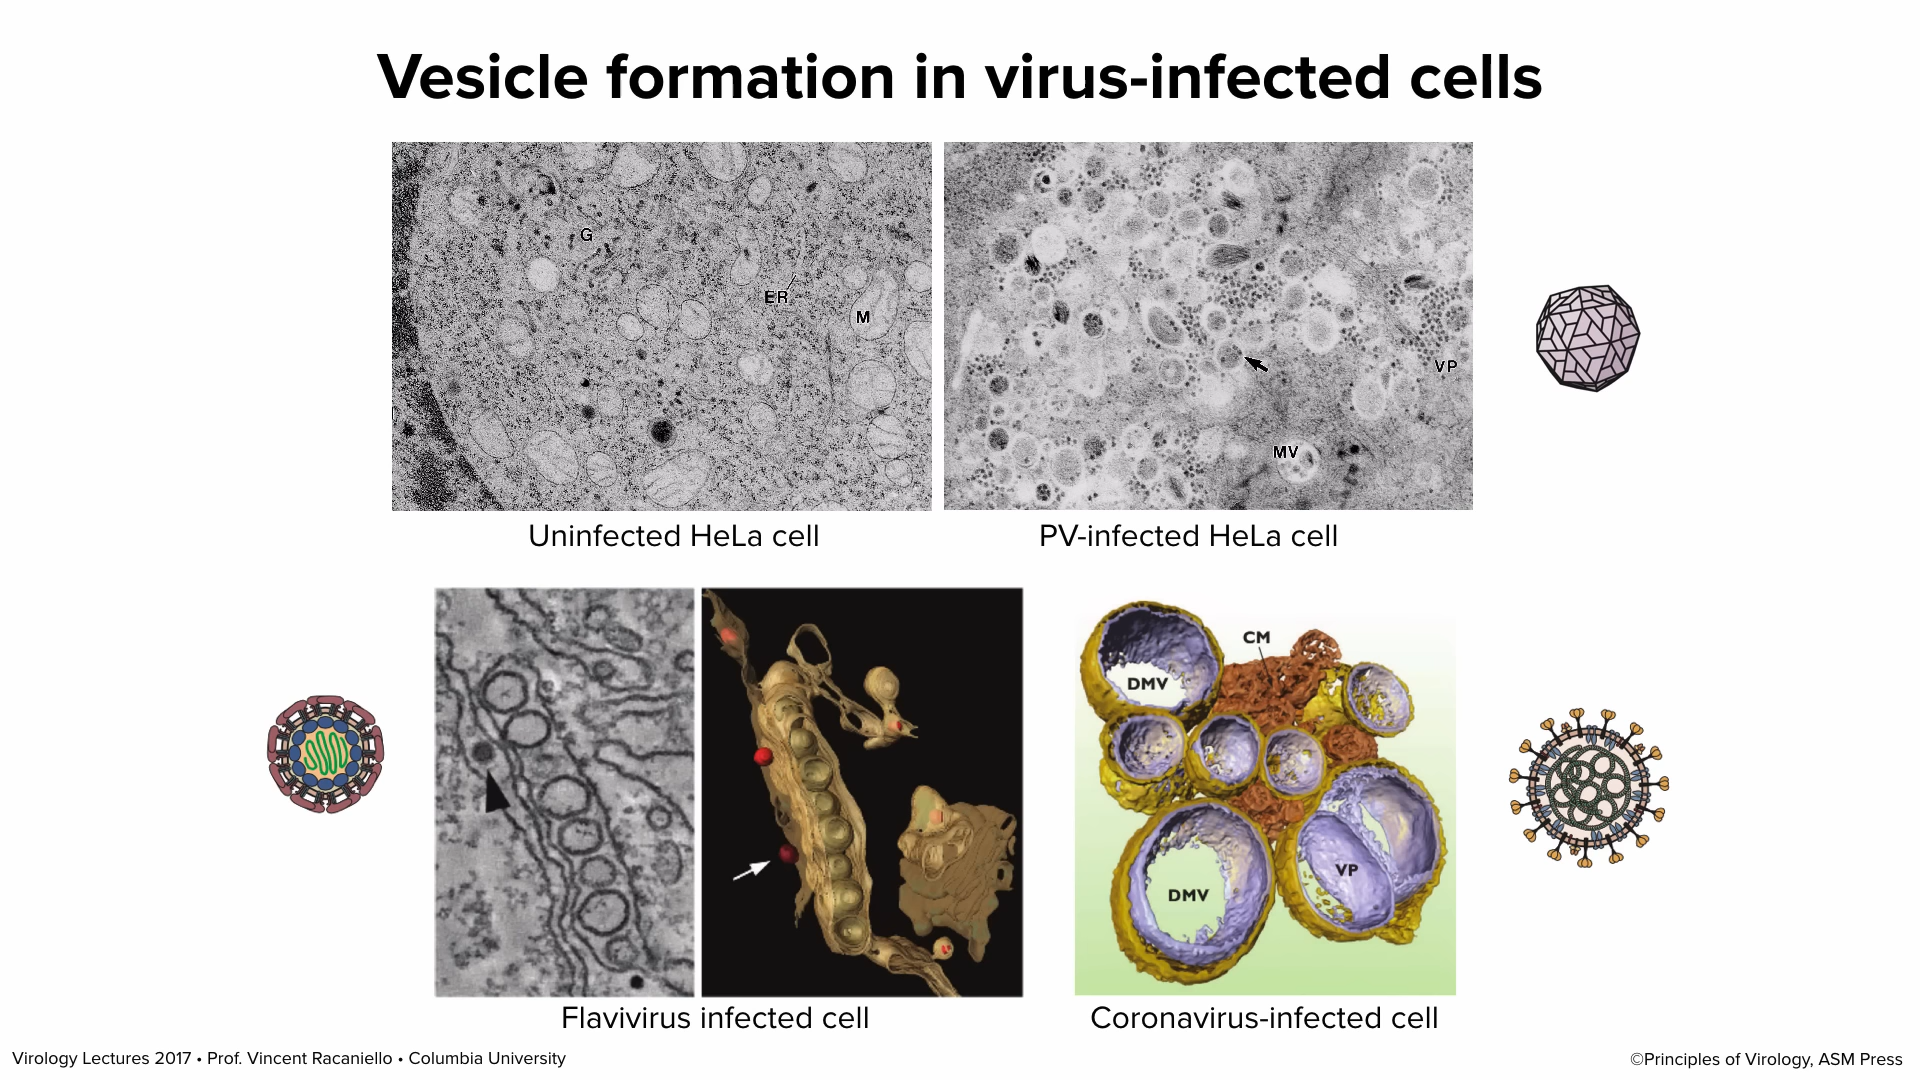 Vesicle formation in virus-infected cells
G
ER
M
VP
MV
Uninfected HeLa cell
PV-infected HeLa cell
CM
DMV
VP
DMV
Flavivirus infected cell
Coronavirus-infected cell
Virology Lectures 2017 • Prof. Vincent Racaniello • Columbia University
©Principles of Virology, ASM Press